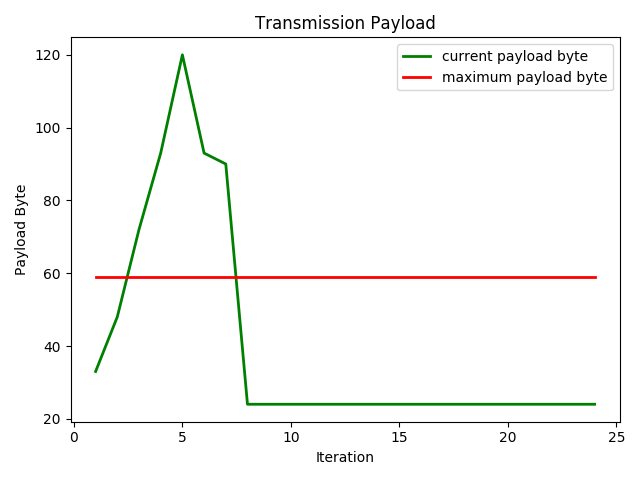 Transmission Payload
current payload byte
maximum payload byte
120
100
80
60
40
20
Payload Byte
0 5 10 15 20 25
Iteration